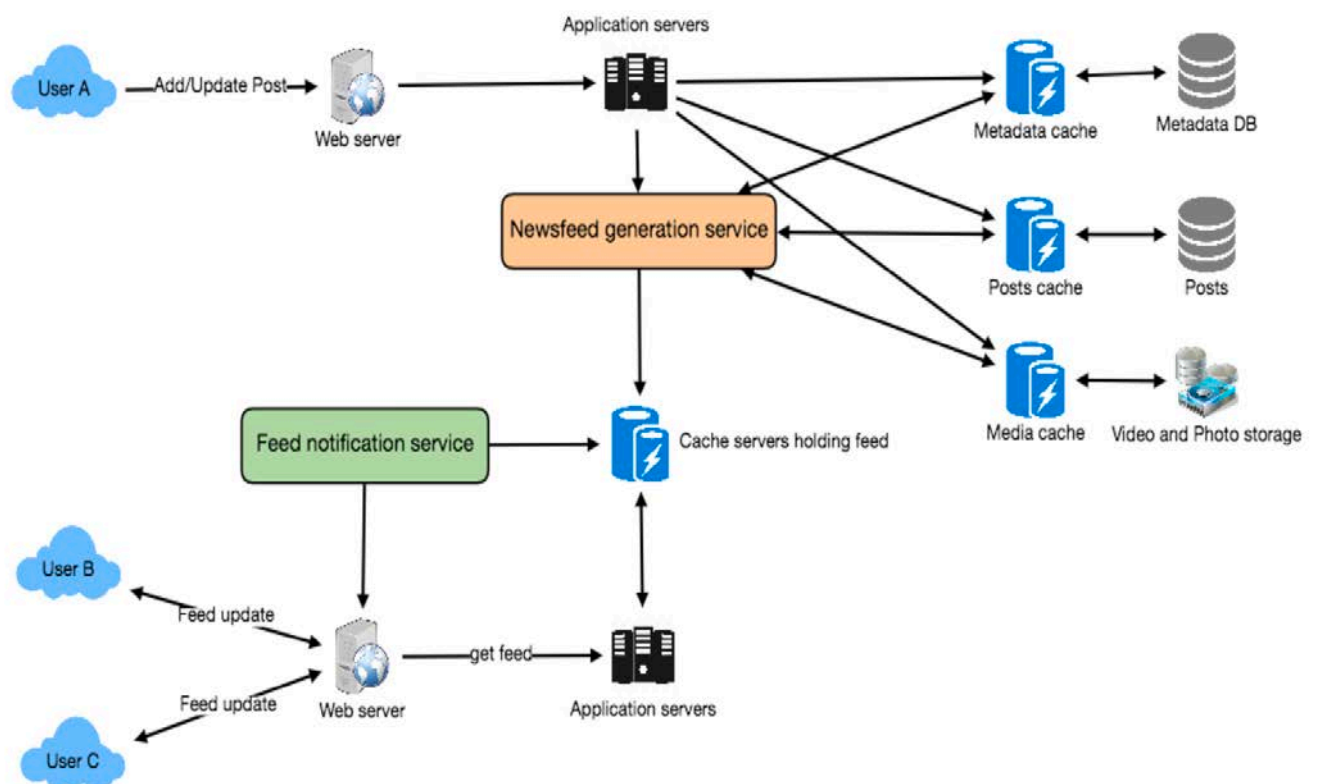 Application servers
User A
Add/Update Post
Web server
Metadata cache
Metadata DB
Newsfeed generation service
Posts cache
Posts
Feed notification service
Cache servers holding feed
Media cache
Video and Photo storage
User B
Feed update
get feed
Feed update
Web server
Application servers
User C